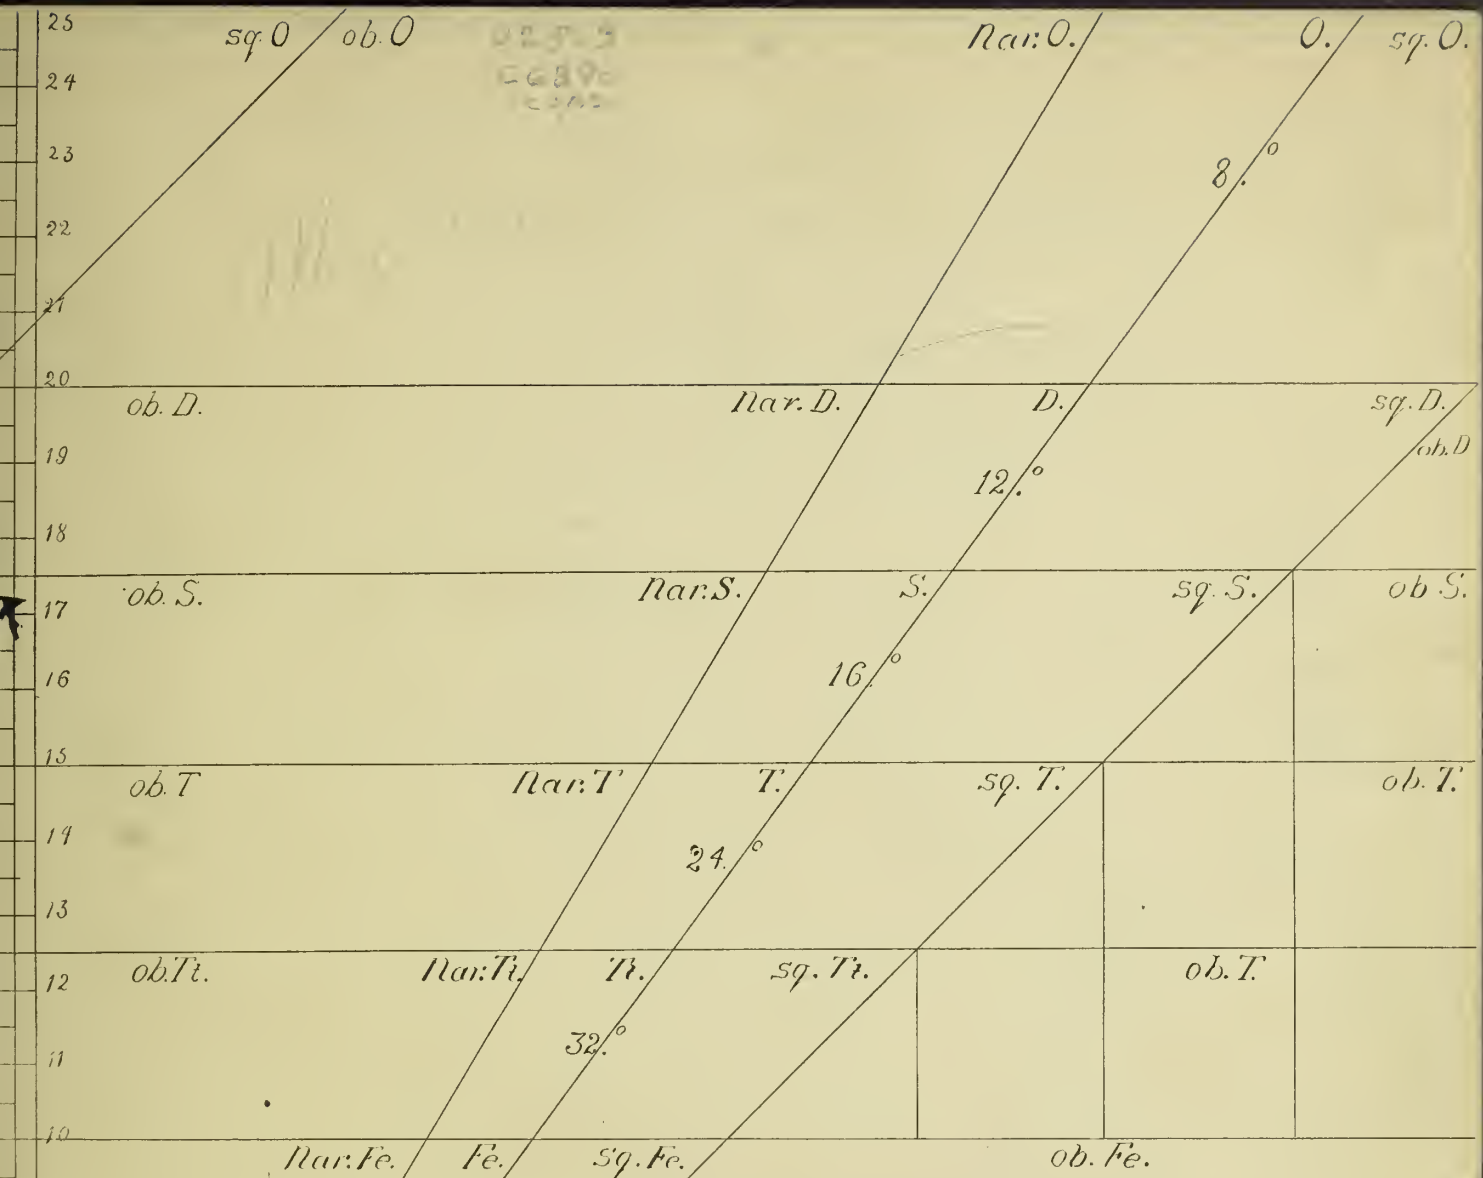 25 sq. O ob. O Nar. O. O. sq. O.
24
23 8.°
22
21
20
ob. D. Nar. D. D. sq. D.
19 12.° ob. D
18
ob. S. Nar. S. S. sq. S. ob. S.
17
16 16.°
15
ob. T Nar. T T. sq. T. ob. T.
14 24.°
13
12 ob. Ti. Nar. Ti. Ti. sq. Ti. ob. T.
11 32.°
10
Nar. Fe. Fe. sq. Fe. ob. Fe.